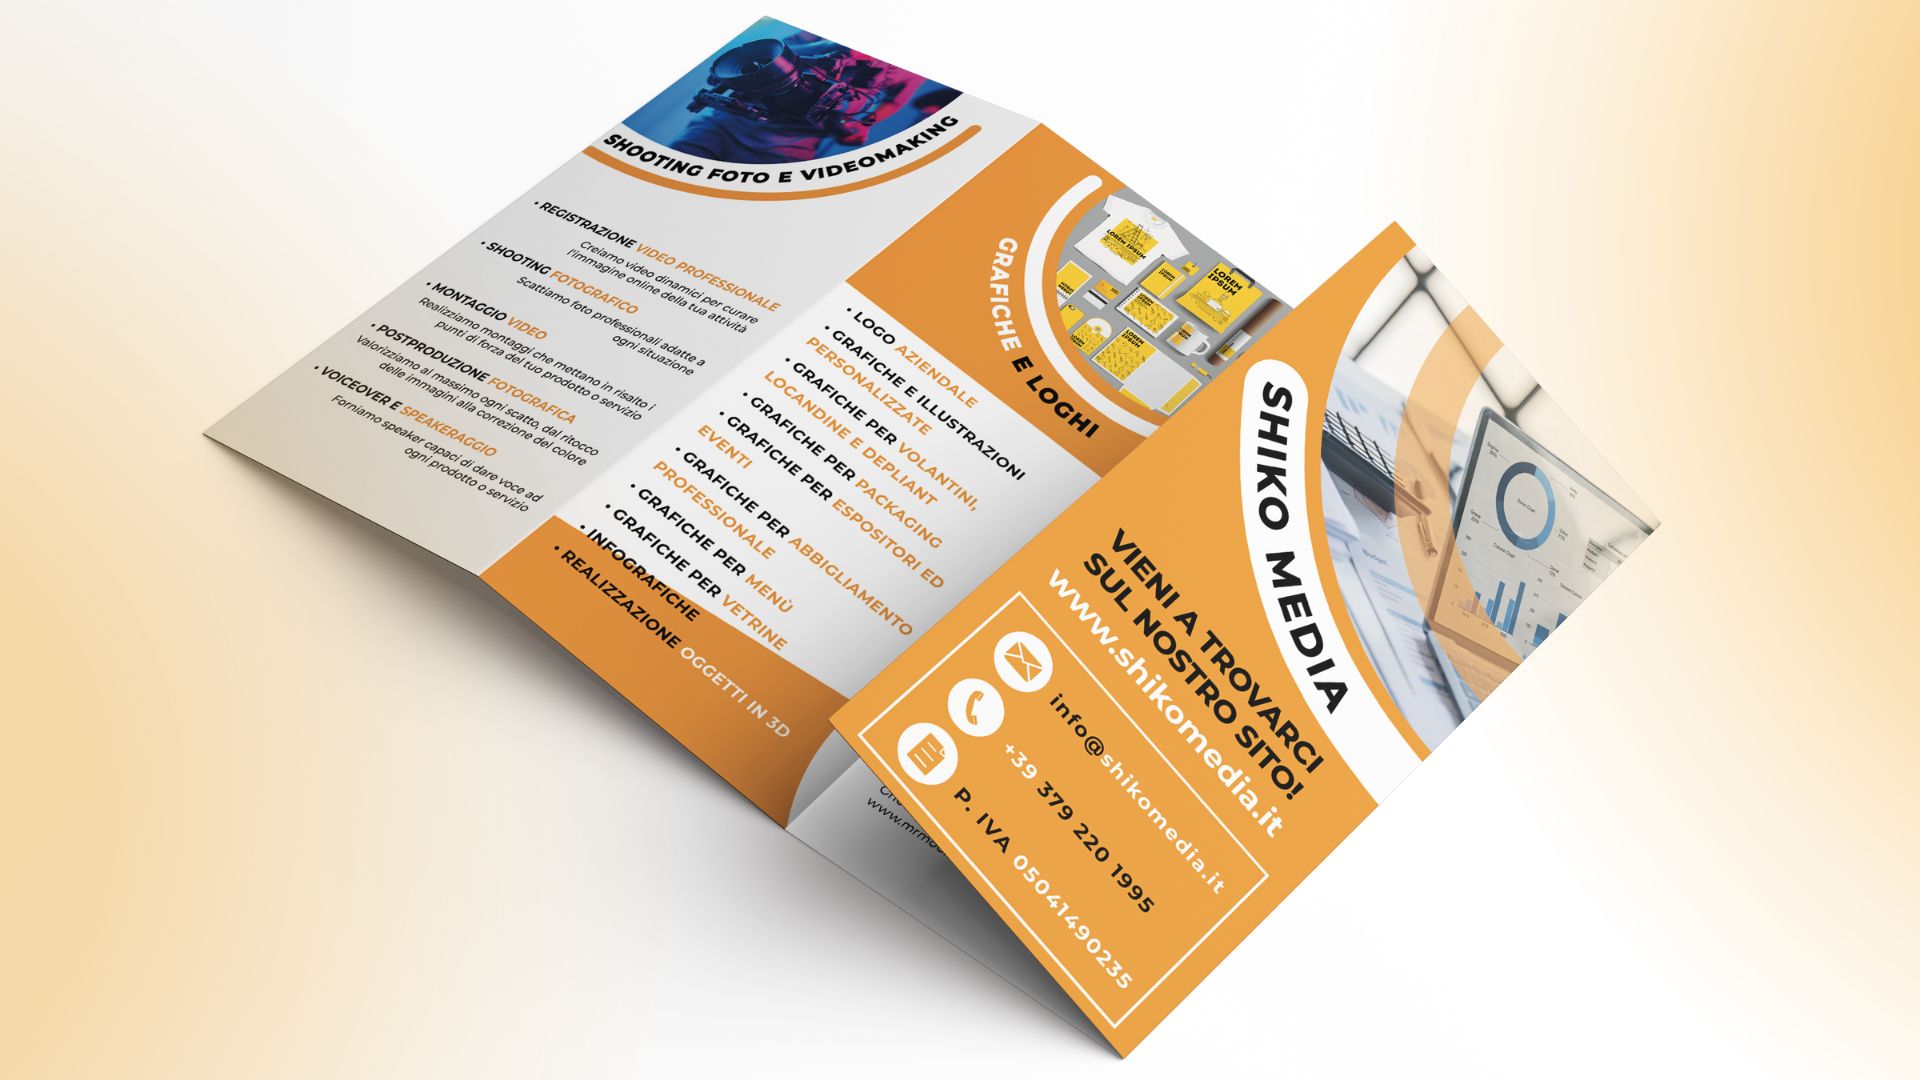 SHOOTING FOTO E VIDEOMAKING
• REGISTRAZIONE VIDEO PROFESSIONALE
Creiamo video dinamici per curare
l'immagine online della tua attività
• SHOOTING FOTOGRAFICO
Scattiamo foto professionali adatte a
ogni situazione
• MONTAGGIO VIDEO
Realizziamo montaggi che mettano in risalto i
punti di forza del tuo prodotto o servizio
• POSTPRODUZIONE FOTOGRAFICA
Valorizziamo al massimo ogni scatto, dal ritocco
delle immagini alla correzione del colore
• VOICEOVER E SPEAKERAGGIO
Forniamo speaker capaci di dare voce ad
ogni prodotto o servizio
GRAFICHE E LOGHI
LOREM IPSUM
LOREM
IPSUM
• LOGO AZIENDALE
• GRAFICHE E ILLUSTRAZIONI
PERSONALIZZATE
• GRAFICHE PER VOLANTINI,
LOCANDINE E DEPLIANT
• GRAFICHE PER PACKAGING
• GRAFICHE PER ESPOSITORI ED
EVENTI
• GRAFICHE PER ABBIGLIAMENTO
PROFESSIONALE
• GRAFICHE PER MENÙ
• GRAFICHE PER VETRINE
• INFOGRAFICHE
• REALIZZAZIONE OGGETTI IN 3D
SHIKO MEDIA
VIENI A TROVARCI
SUL NOSTRO SITO!
www.shikomedia.it
info@shikomedia.it
+39 379 220 1995
P. IVA 05041490235